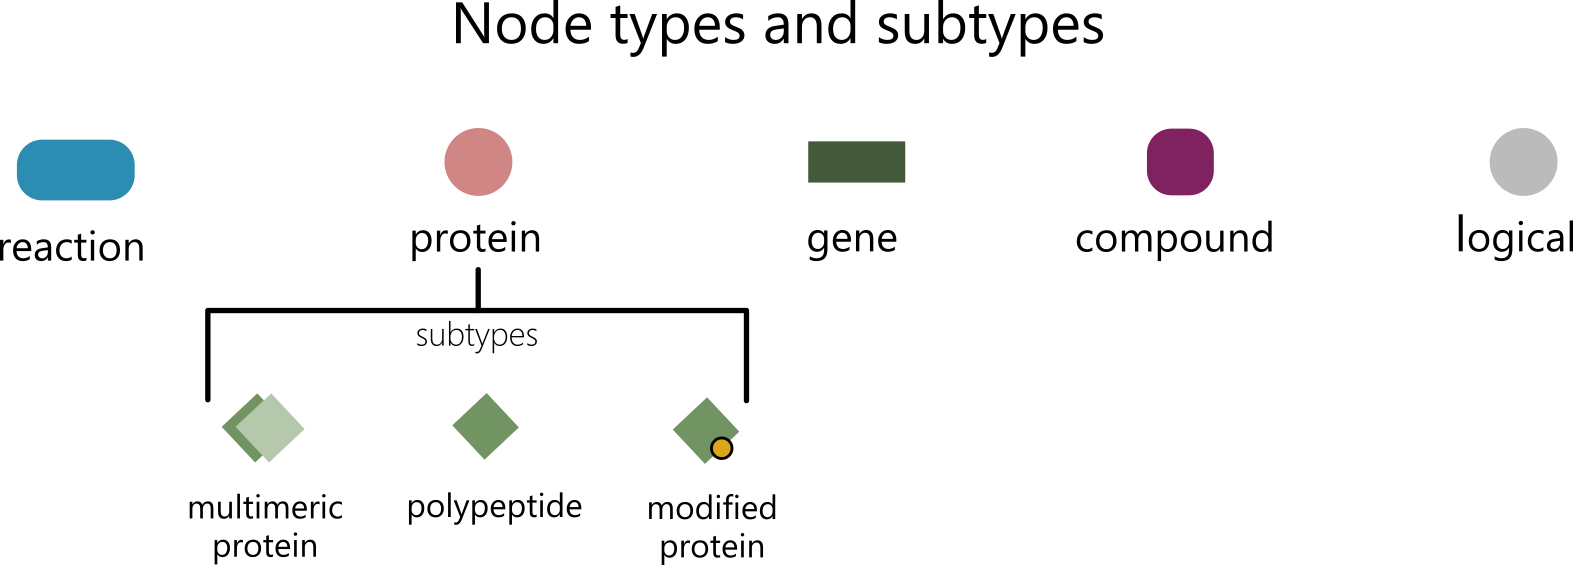 Node types and subtypes
reaction
protein
gene
compound
logical
subtypes
multimeric
protein
polypeptide
modified
protein